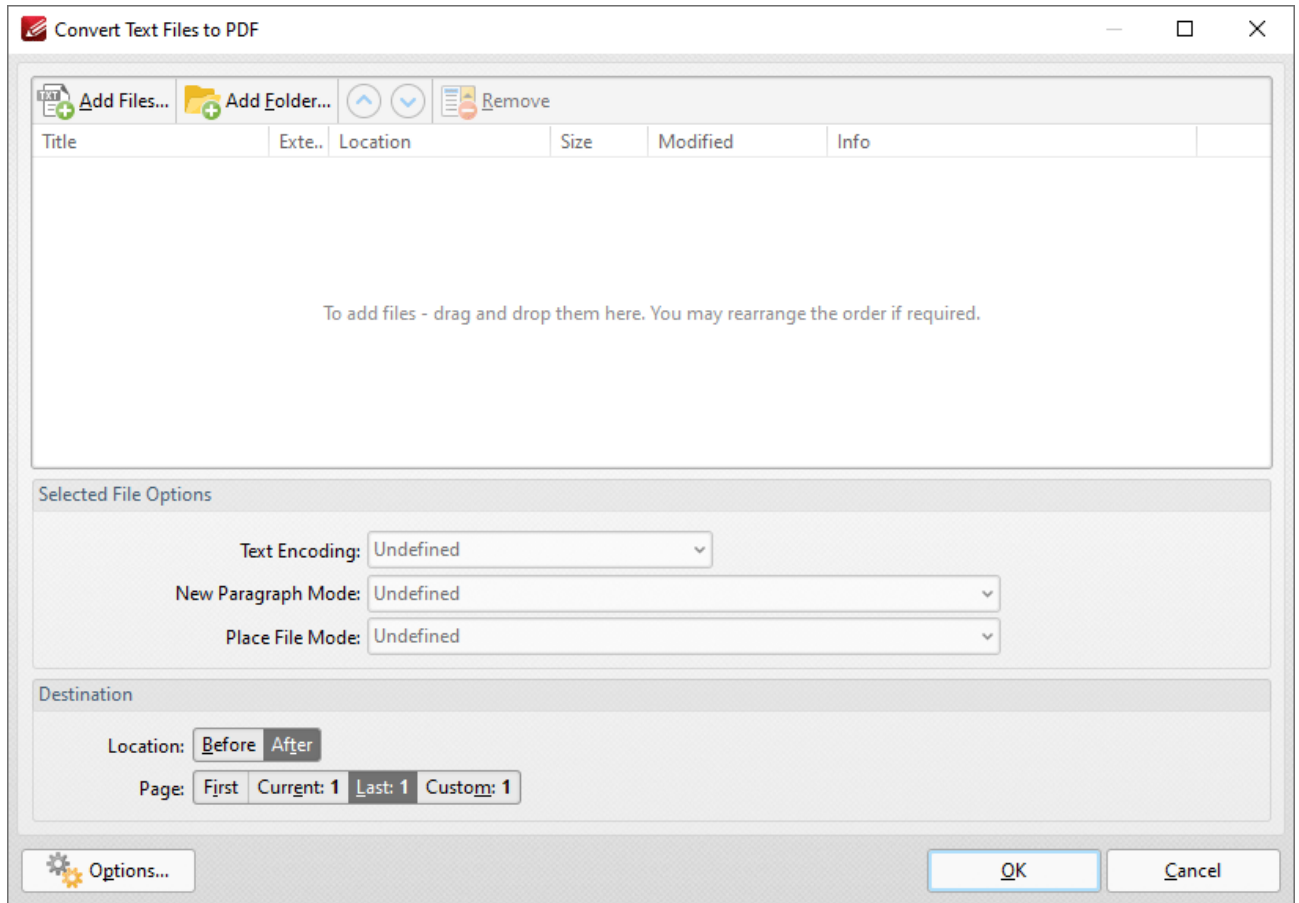 Convert Text Files to PDF
TXT Add Files... Add Folder... Remove
Title Exte.. Location Size Modified Info
To add files - drag and drop them here. You may rearrange the order if required.
Selected File Options
Text Encoding: Undefined
New Paragraph Mode: Undefined
Place File Mode: Undefined
Destination
Location: Before After
Page: First Current: 1 Last: 1 Custom: 1
Options... OK Cancel